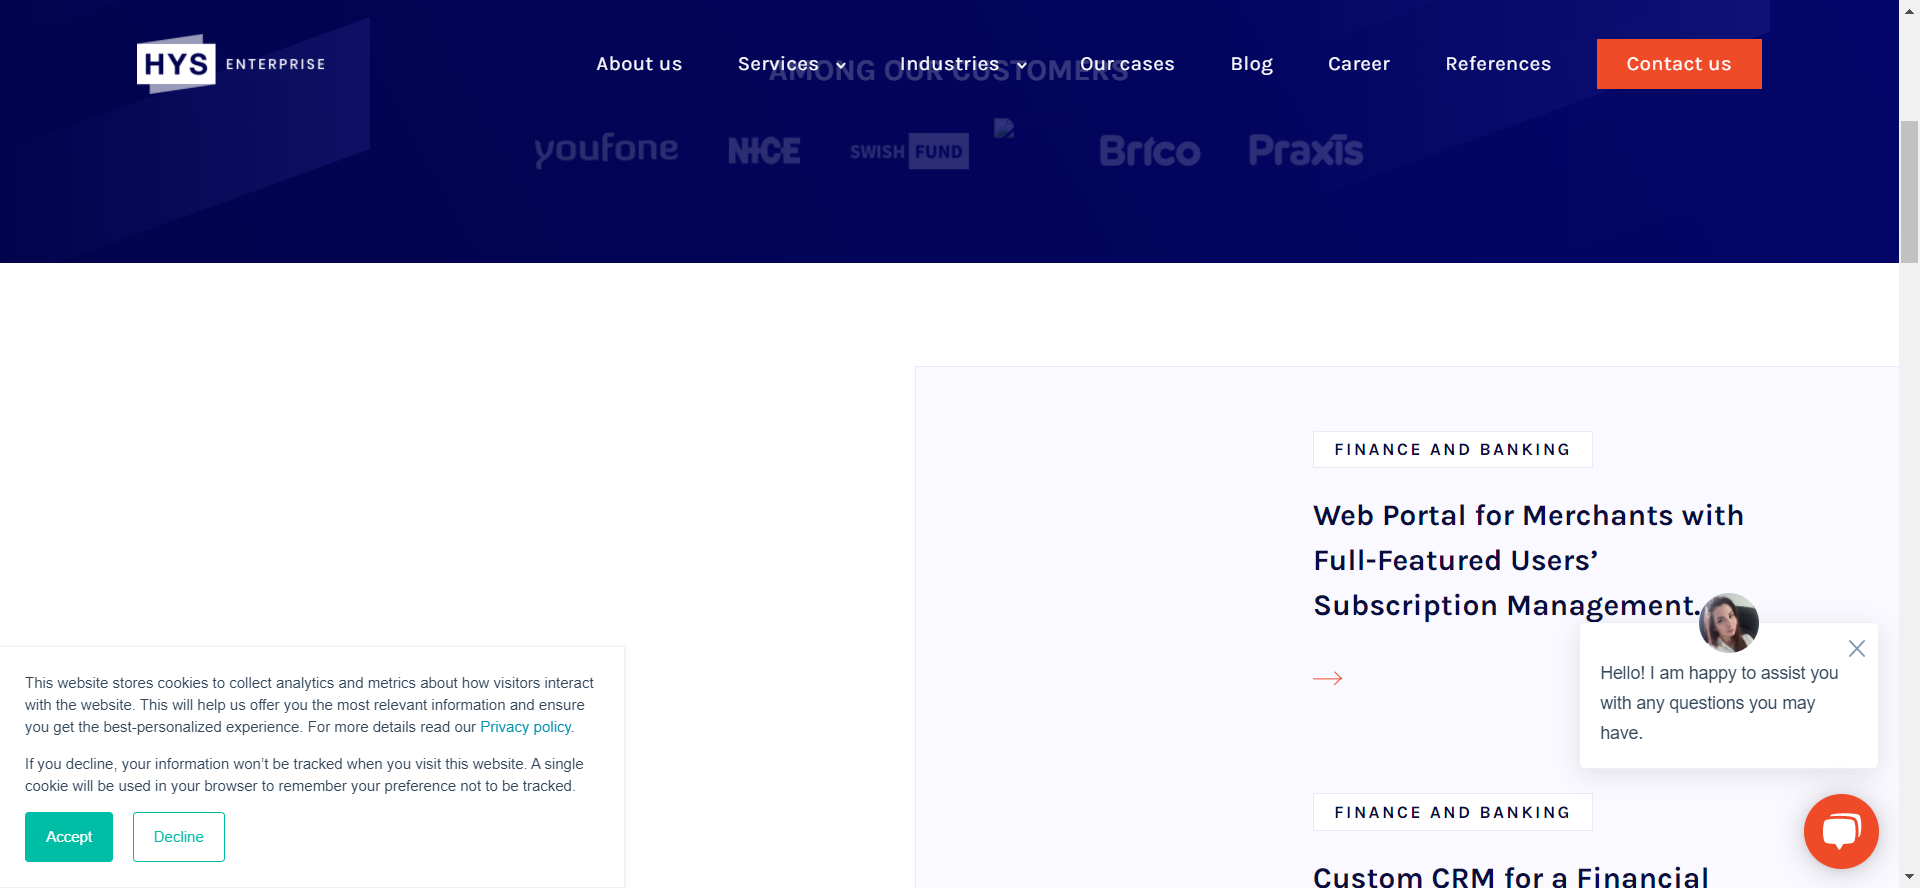 HYS ENTERPRISE
About us Services Industries Our cases Blog Career References Contact us
AMONG OUR CUSTOMERS
youfone NICE SWISH FUND Brico Praxis
FINANCE AND BANKING
Web Portal for Merchants with
Full-Featured Users’
Subscription Management.
Hello! I am happy to assist you
with any questions you may
have.
FINANCE AND BANKING
Custom CRM for a Financial
This website stores cookies to collect analytics and metrics about how visitors interact
with the website. This will help us offer you the most relevant information and ensure
you get the best-personalized experience. For more details read our Privacy policy.
If you decline, your information won’t be tracked when you visit this website. A single
cookie will be used in your browser to remember your preference not to be tracked.
Accept Decline